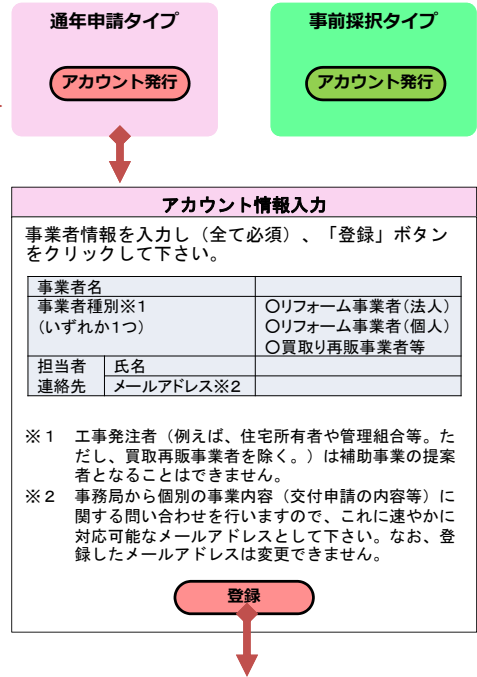 通年申請タイプ
事前採択タイプ
アカウント発行
アカウント発行
アカウント情報入力
事業者情報を入力し（全て必須）、「登録」ボタン
をクリックして下さい。
事業者名
事業者種別※1
(いずれか1つ)
○リフォーム事業者(法人)
○リフォーム事業者(個人)
○買取り再販事業者等
担当者 氏名
連絡先 メールアドレス※2
※１ 工事発注者（例えば、住宅所有者や管理組合等。た
だし、買取再販事業者を除く。）は補助事業の提案
者となることはできません。
※２ 事務局から個別の事業内容（交付申請の内容等）に
関する問い合わせを行いますので、これに速やかに
対応可能なメールアドレスとして下さい。なお、登
録したメールアドレスは変更できません。
登録